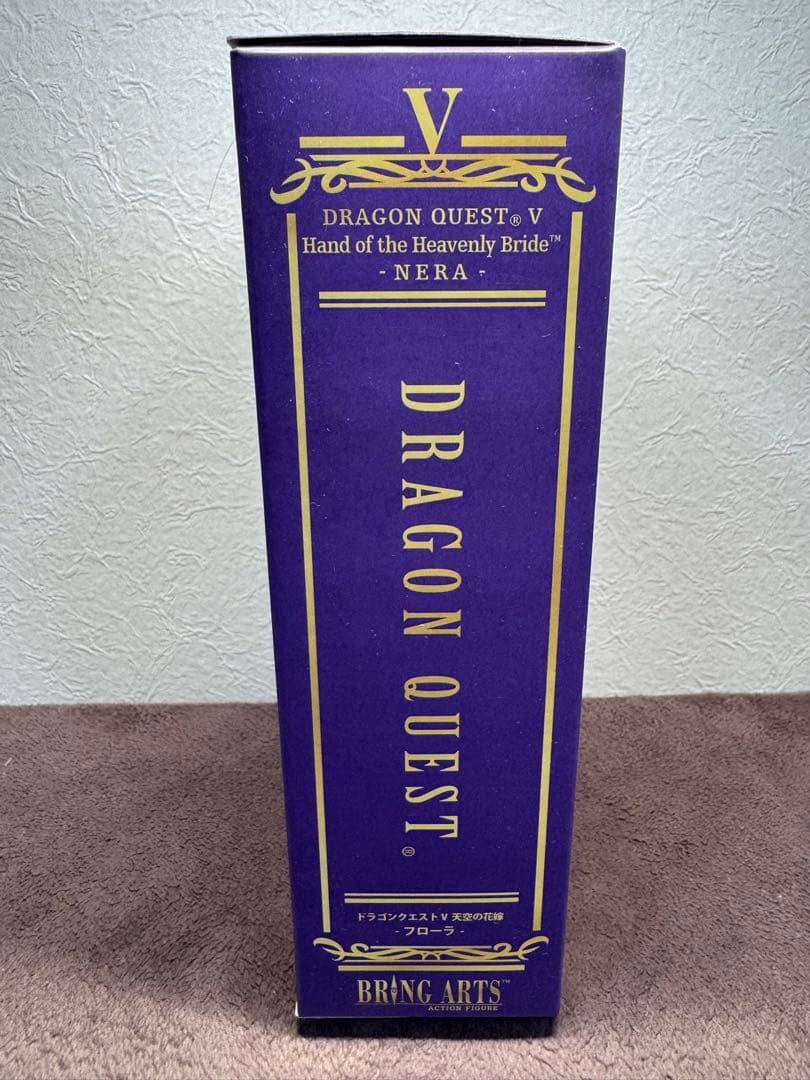 V
DRAGON QUEST® V
Hand of the Heavenly Bride™
- NERA -
DRAGON QUEST®
ドラゴンクエストV 天空の花嫁
- フローラ -
BRING ARTS™
ACTION FIGURE